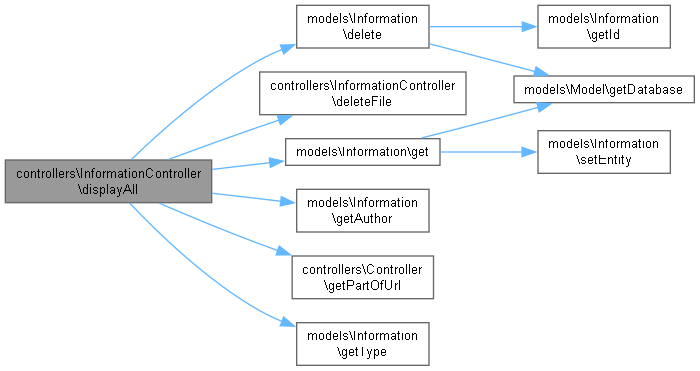 models\Information
\delete
models\Information
\getId
controllers\InformationController
\deleteFile
models\Model\getDatabase
models\Information\get
models\Information
\setEntity
controllers\InformationController
\displayAll
models\Information
\getAuthor
controllers\Controller
\getPartOfUrl
models\Information
\getType